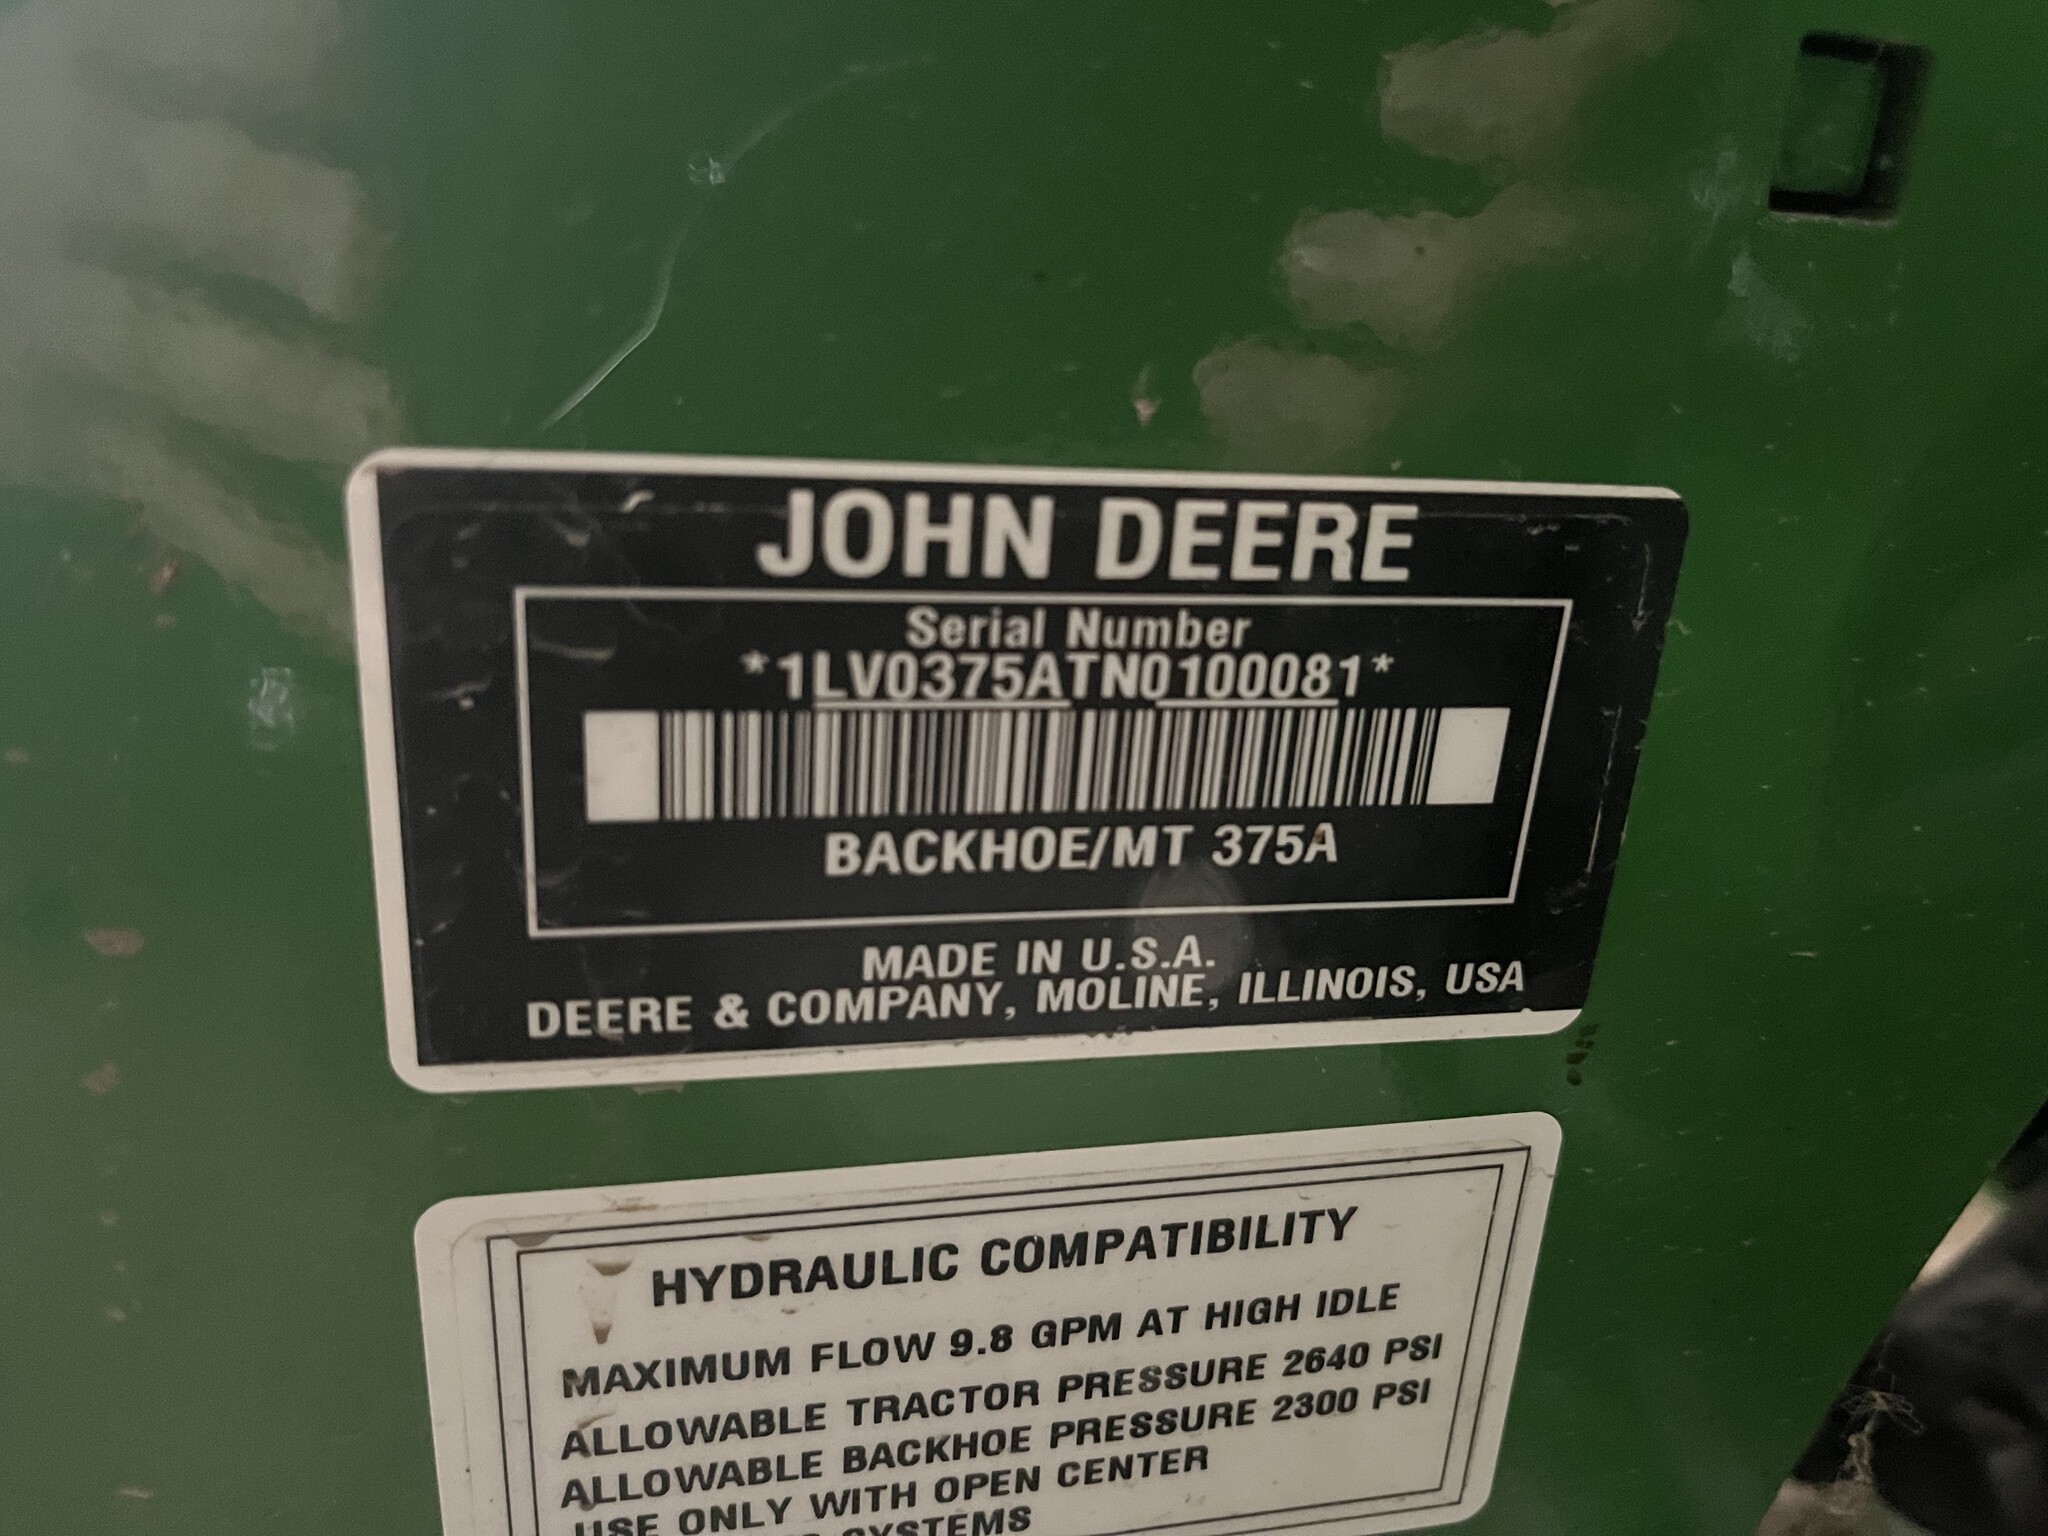 JOHN DEERE
Serial Number
*1LV0375ATN0100081*
BACKHOE/MT 375A
MADE IN U.S.A.
DEERE & COMPANY, MOLINE, ILLINOIS, USA
HYDRAULIC COMPATIBILITY
MAXIMUM FLOW 9.8 GPM AT HIGH IDLE
ALLOWABLE TRACTOR PRESSURE 2640 PSI
ALLOWABLE BACKHOE PRESSURE 2300 PSI
USE ONLY WITH OPEN CENTER
SYSTEMS